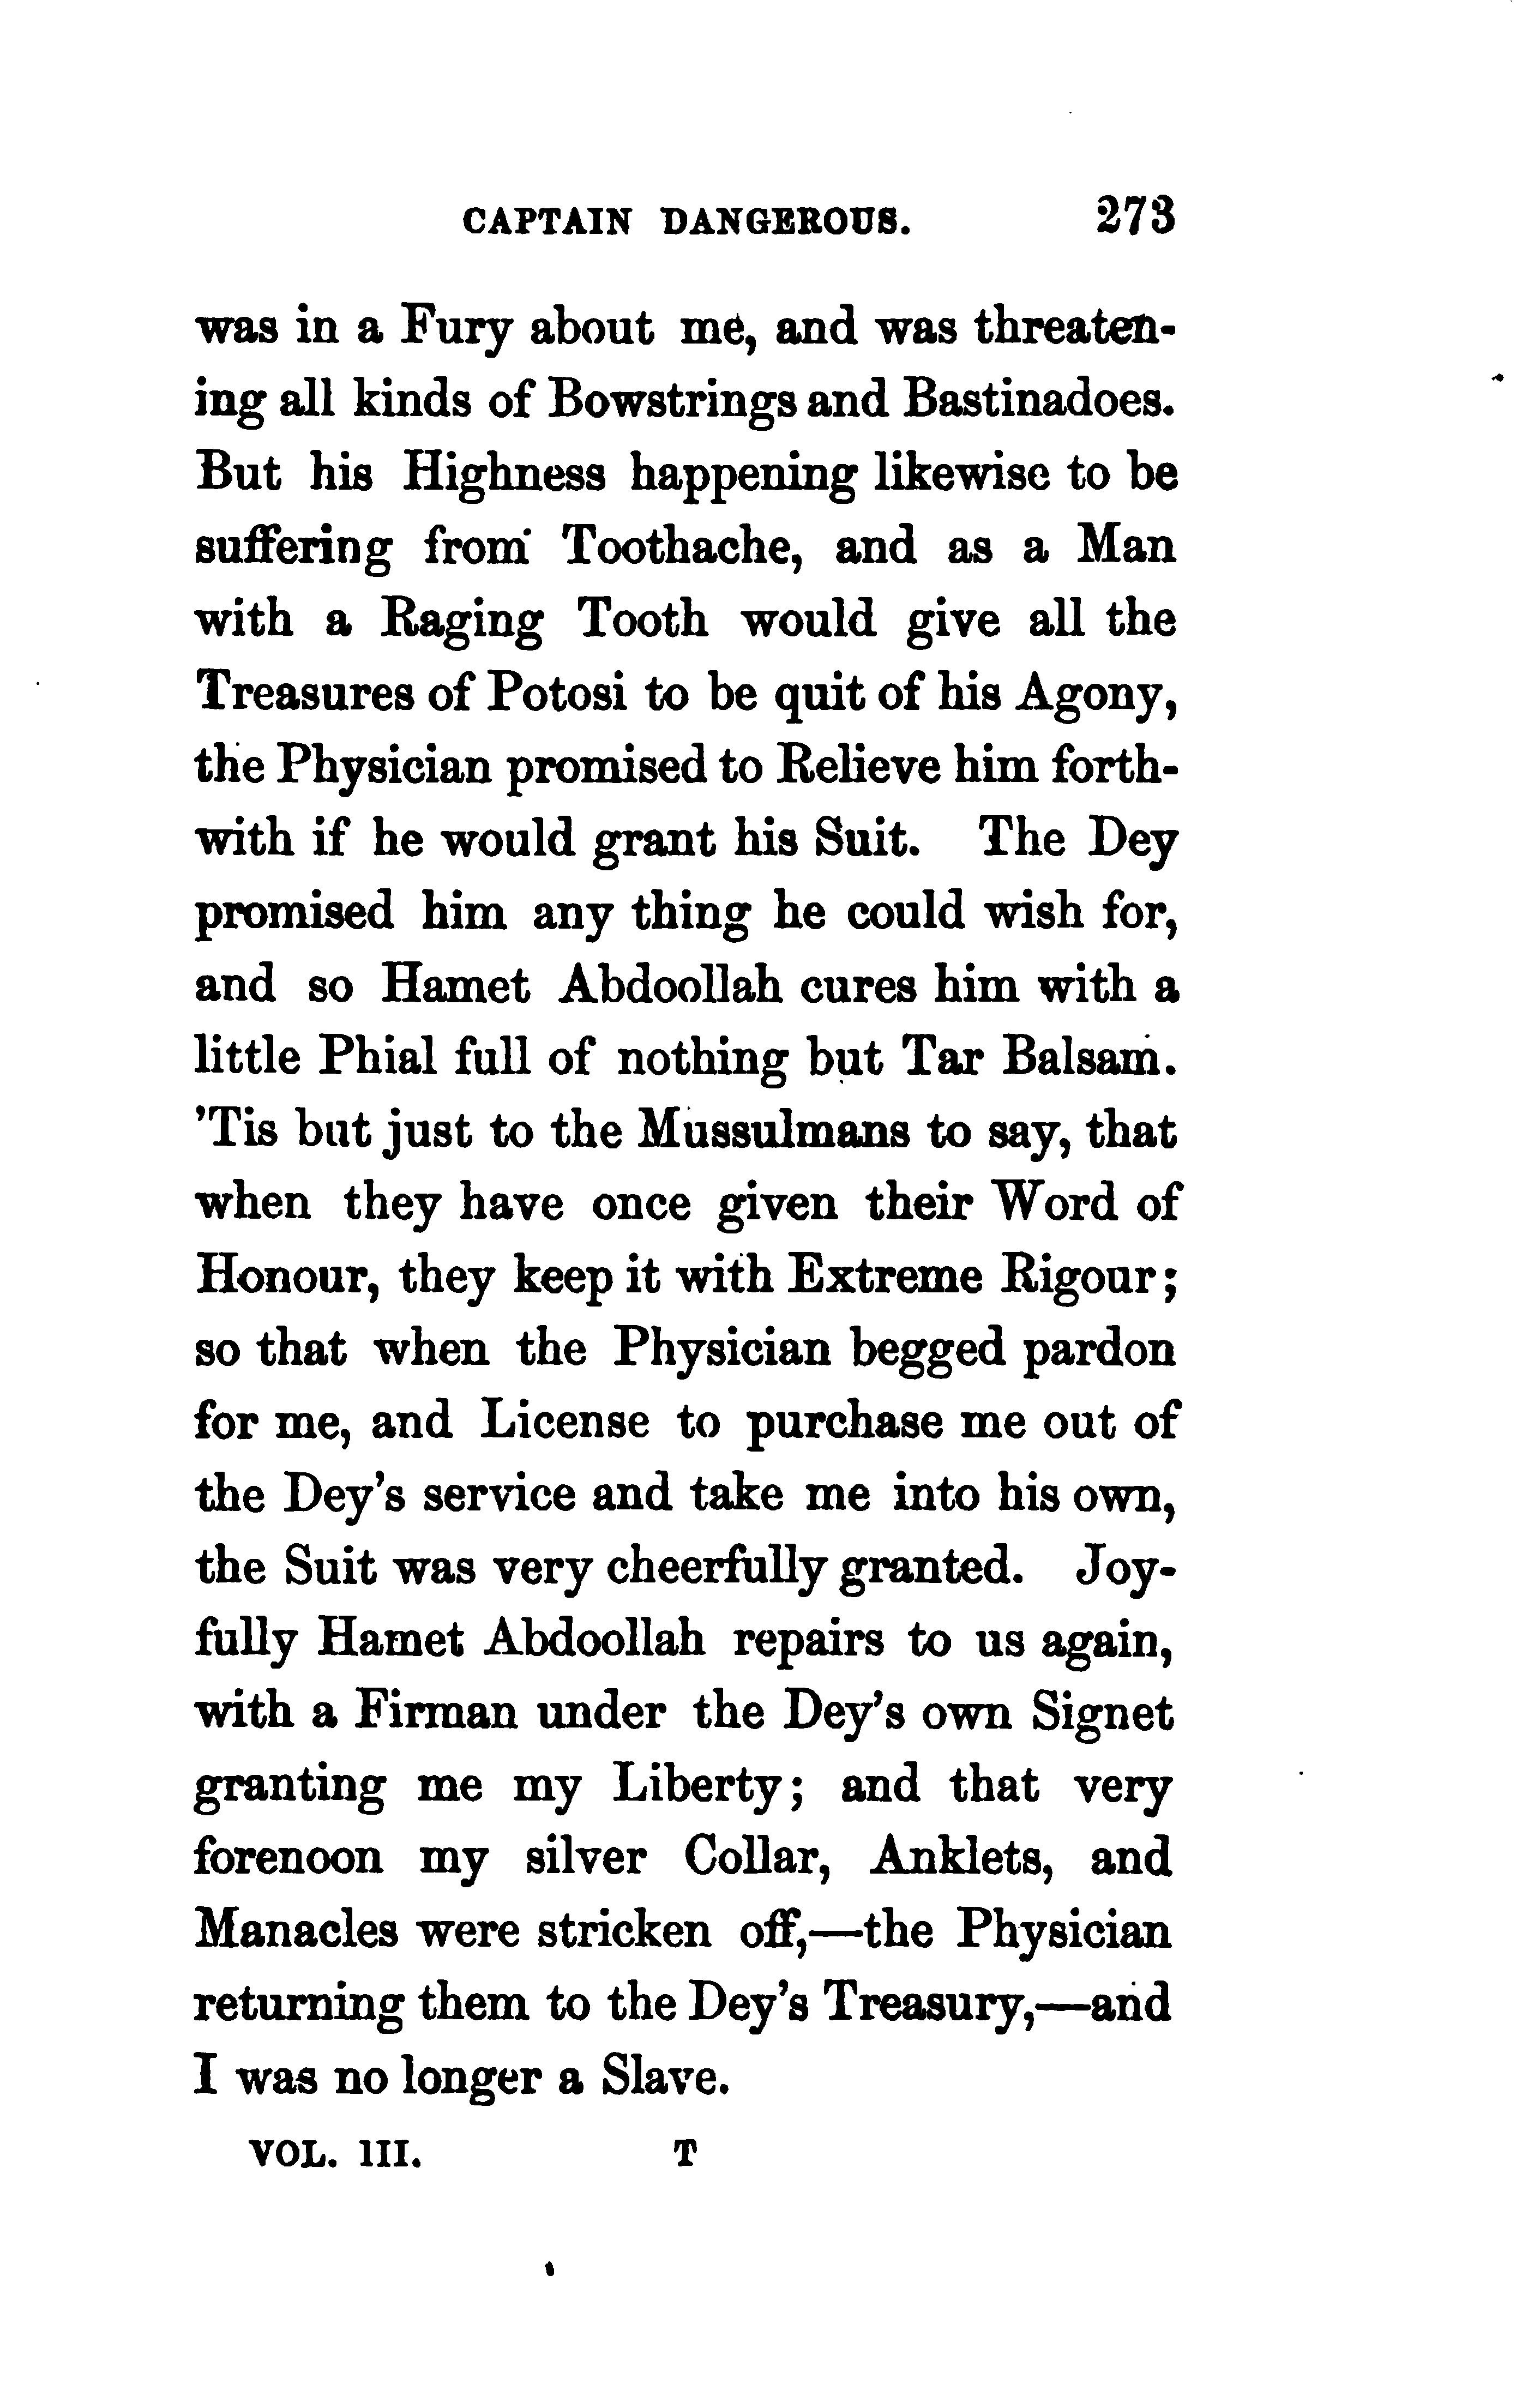 CAPTAIN DANGEROUS. 273
was in a Fury about me, and was threaten-
ing all kinds of Bowstrings and Bastinadoes.
But his Highness happening likewise to be
suffering from Toothache, and as a Man
with a Raging Tooth would give all the
Treasures of Potosi to be quit of his Agony,
the Physician promised to Relieve him forth-
with if he would grant his Suit. The Dey
promised him any thing he could wish for,
and so Hamet Abdoollah cures him with a
little Phial full of nothing but Tar Balsam.
’Tis but just to the Mussulmans to say, that
when they have once given their Word of
Honour, they keep it with Extreme Rigour;
so that when the Physician begged pardon
for me, and License to purchase me out of
the Dey’s service and take me into his own,
the Suit was very cheerfully granted. Joy-
fully Hamet Abdoollah repairs to us again,
with a Firman under the Dey’s own Signet
granting me my Liberty; and that very
forenoon my silver Collar, Anklets, and
Manacles were stricken off,—the Physician
returning them to the Dey’s Treasury,—and
I was no longer a Slave.
VOL. III. T